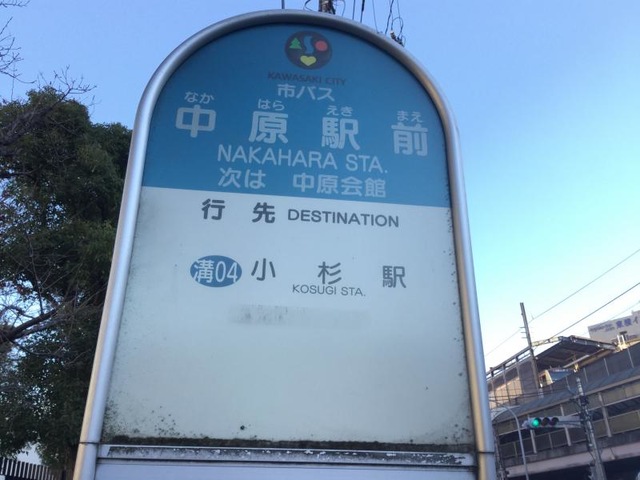 KAWASAKI CITY
市バス
なか はら えき まえ
中原駅前
NAKAHARA STA.
次は 中原会館
行先 DESTINATION
溝04 小杉駅
KOSUGI STA.